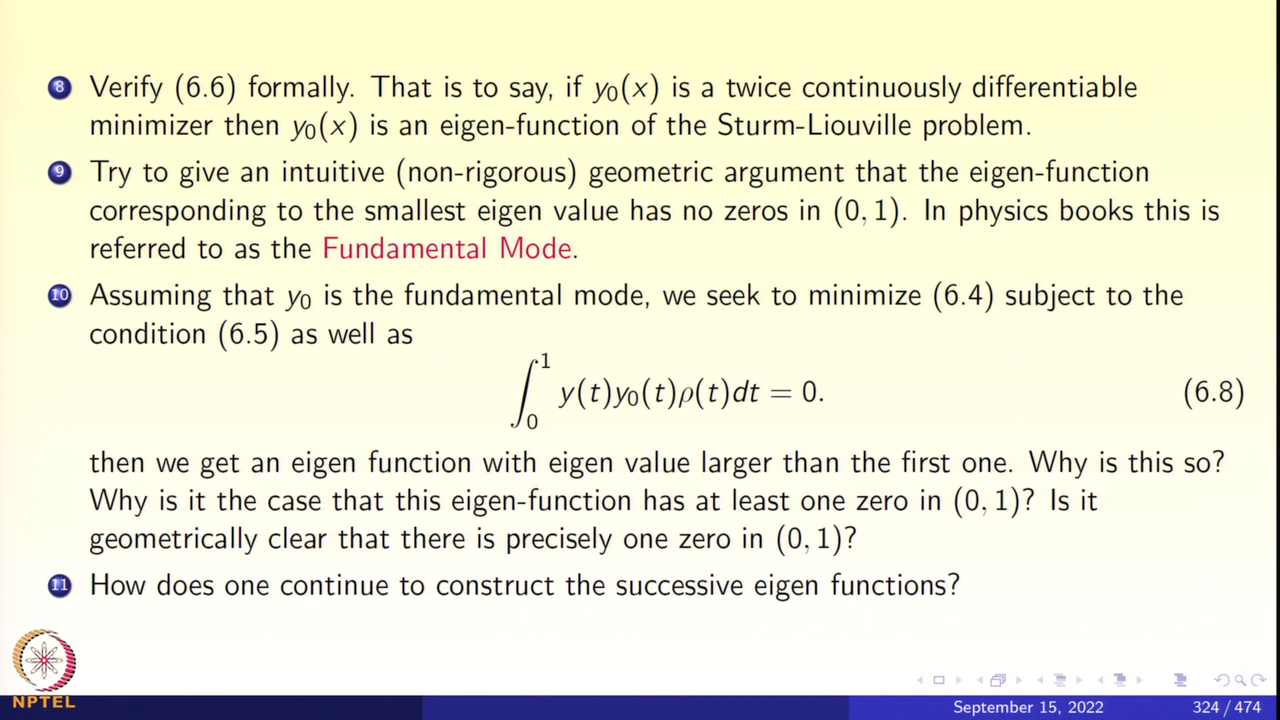 8 Verify (6.6) formally. That is to say, if y₀(x) is a twice continuously differentiable
minimizer then y₀(x) is an eigen-function of the Sturm-Liouville problem.
9 Try to give an intuitive (non-rigorous) geometric argument that the eigen-function
corresponding to the smallest eigen value has no zeros in (0, 1). In physics books this is
referred to as the Fundamental Mode.
10 Assuming that y₀ is the fundamental mode, we seek to minimize (6.4) subject to the
condition (6.5) as well as
∫₀¹ y(t)y₀(t)ρ(t)dt = 0. (6.8)
then we get an eigen function with eigen value larger than the first one. Why is this so?
Why is it the case that this eigen-function has at least one zero in (0, 1)? Is it
geometrically clear that there is precisely one zero in (0, 1)?
11 How does one continue to construct the successive eigen functions?
NPTEL
September 15, 2022 324 / 474